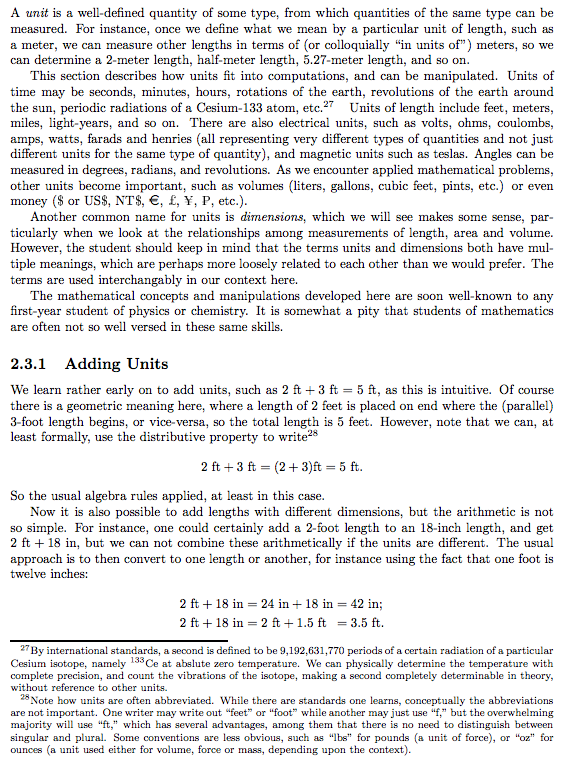 A unit is a well-defined quantity of some type, from which quantities of the same type can be
measured. For instance, once we define what we mean by a particular unit of length, such as
a meter, we can measure other lengths in terms of (or colloquially “in units of”) meters, so we
can determine a 2-meter length, half-meter length, 5.27-meter length, and so on.
This section describes how units fit into computations, and can be manipulated. Units of
time may be seconds, minutes, hours, rotations of the earth, revolutions of the earth around
the sun, periodic radiations of a Cesium-133 atom, etc.27 Units of length include feet, meters,
miles, light-years, and so on. There are also electrical units, such as volts, ohms, coulombs,
amps, watts, farads and henries (all representing very different types of quantities and not just
different units for the same type of quantity), and magnetic units such as teslas. Angles can be
measured in degrees, radians, and revolutions. As we encounter applied mathematical problems,
other units become important, such as volumes (liters, gallons, cubic feet, pints, etc.) or even
money ($ or US$, NT$, €, £, ¥, P, etc.).
Another common name for units is dimensions, which we will see makes some sense, par-
ticularly when we look at the relationships among measurements of length, area and volume.
However, the student should keep in mind that the terms units and dimensions both have mul-
tiple meanings, which are perhaps more loosely related to each other than we would prefer. The
terms are used interchangably in our context here.
The mathematical concepts and manipulations developed here are soon well-known to any
first-year student of physics or chemistry. It is somewhat a pity that students of mathematics
are often not so well versed in these same skills.
2.3.1 Adding Units
We learn rather early on to add units, such as 2 ft + 3 ft = 5 ft, as this is intuitive. Of course
there is a geometric meaning here, where a length of 2 feet is placed on end where the (parallel)
3-foot length begins, or vice-versa, so the total length is 5 feet. However, note that we can, at
least formally, use the distributive property to write28
2 ft + 3 ft = (2 + 3)ft = 5 ft.
So the usual algebra rules applied, at least in this case.
Now it is also possible to add lengths with different dimensions, but the arithmetic is not
so simple. For instance, one could certainly add a 2-foot length to an 18-inch length, and get
2 ft + 18 in, but we can not combine these arithmetically if the units are different. The usual
approach is to then convert to one length or another, for instance using the fact that one foot is
twelve inches:
2 ft + 18 in = 24 in + 18 in = 42 in;
2 ft + 18 in = 2 ft + 1.5 ft = 3.5 ft.
27By international standards, a second is defined to be 9,192,631,770 periods of a certain radiation of a particular
Cesium isotope, namely 133Ce at abslute zero temperature. We can physically determine the temperature with
complete precision, and count the vibrations of the isotope, making a second completely determinable in theory,
without reference to other units.
28Note how units are often abbreviated. While there are standards one learns, conceptually the abbreviations
are not important. One writer may write out “feet” or “foot” while another may just use “f,” but the overwhelming
majority will use “ft,” which has several advantages, among them that there is no need to distinguish between
singular and plural. Some conventions are less obvious, such as “lbs” for pounds (a unit of force), or “oz” for
ounces (a unit used either for volume, force or mass, depending upon the context).